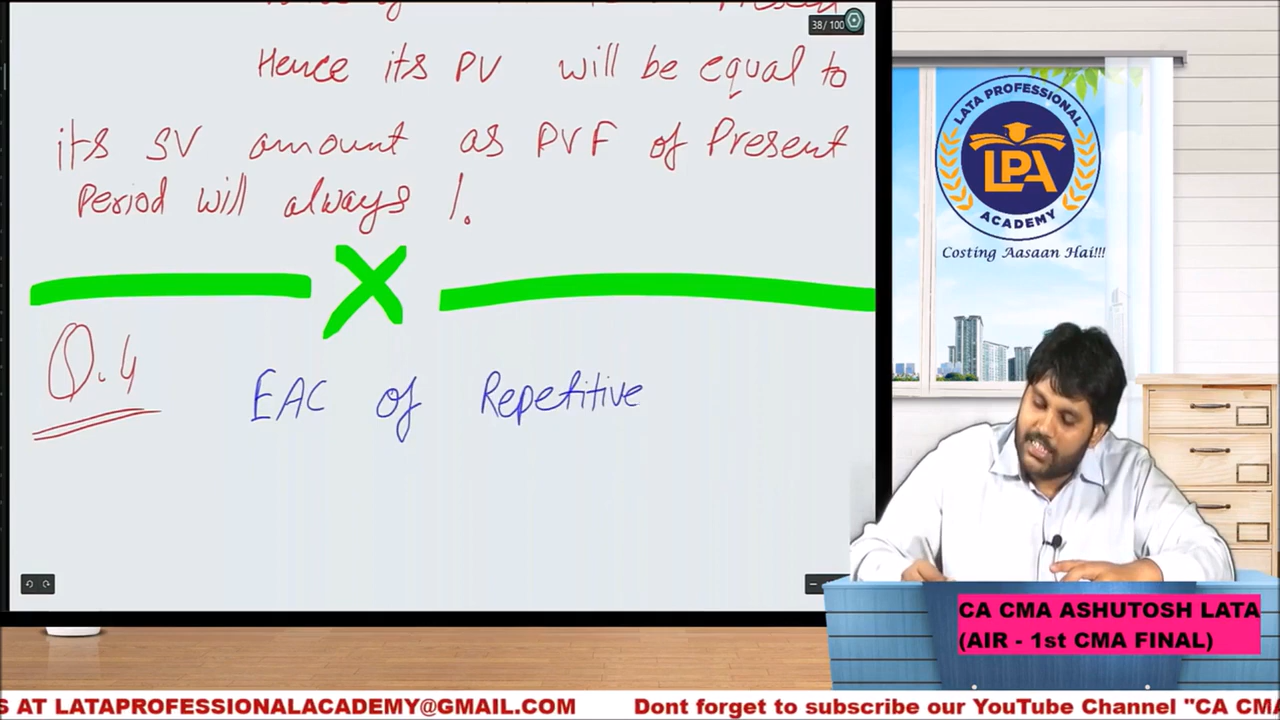 Present
38/100
Hence its PV will be equal to
its SV amount as PVF of Present
Period will always 1.
Q.4
EAC of Repetitive
LATA PROFESSIONAL
LPA
ACADEMY
Costing Aasaan Hai!!!
CA CMA ASHUTOSH LATA
(AIR - 1st CMA FINAL)
S AT LATAPROFESSIONALACADEMY@GMAIL.COM Dont forget to subscribe our YouTube Channel "CA CMA